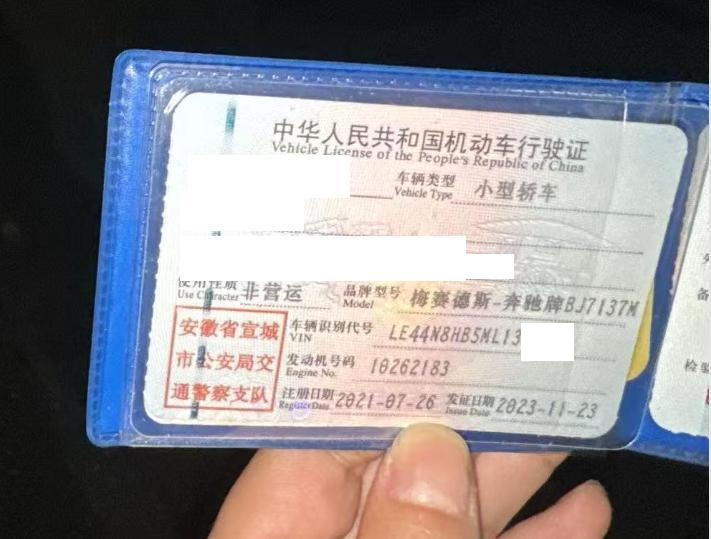 中华人民共和国机动车行驶证
Vehicle License of the People's Republic of China
车辆类型 小型轿车
Vehicle Type
使用性质 非营运
Use Character
品牌型号 梅赛德斯-奔驰牌BJ7137M
Model
安徽省宣城
市公安局交
通警察支队
车辆识别代号 LE44N8HB5ML13
VIN
发动机号码 10262183
Engine No.
注册日期 2021-07-26
Register Date
发证日期 2023-11-23
Issue Date
备
检验